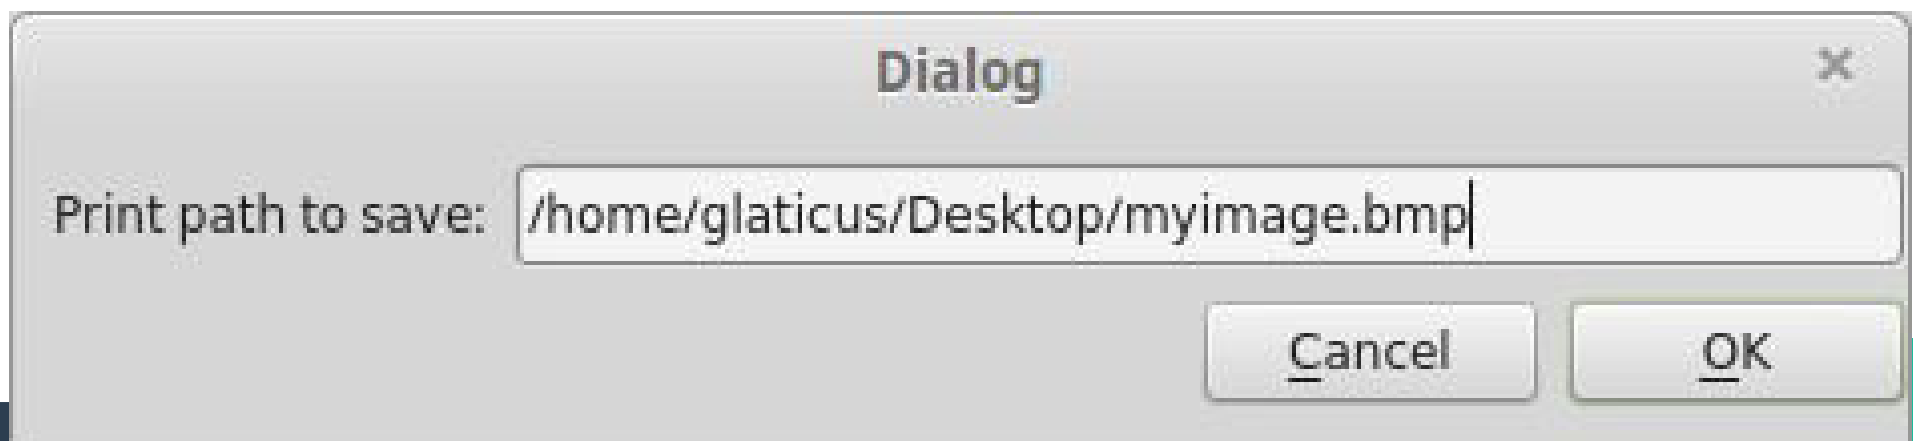 Dialog
Print path to save: /home/glaticus/Desktop/myimage.bmp
Cancel OK